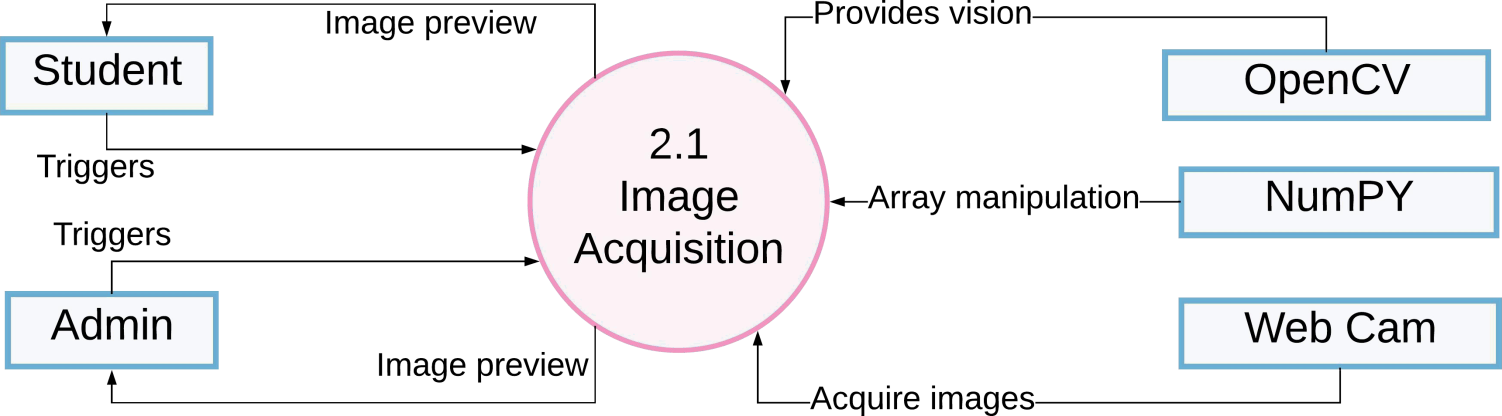 Image preview
Provides vision
Student
OpenCV
2.1
Image
Acquisition
Triggers
Array manipulation
NumPY
Triggers
Admin
Web Cam
Image preview
Acquire images